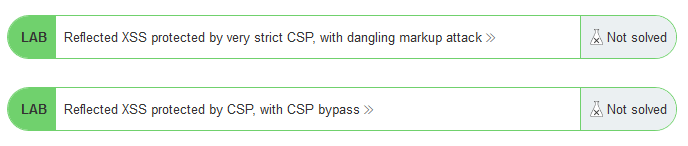 LAB Reflected XSS protected by very strict CSP, with dangling markup attack » Not solved
LAB Reflected XSS protected by CSP, with CSP bypass » Not solved